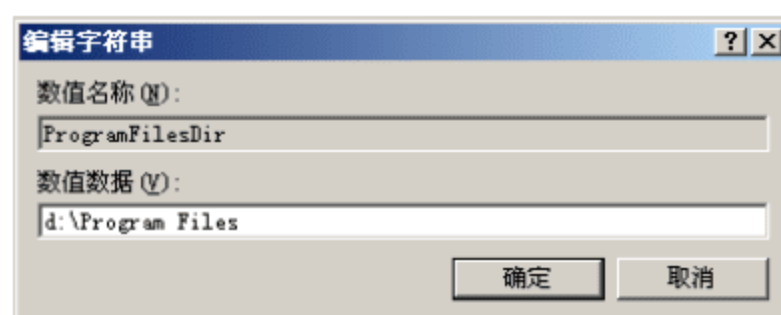 编辑字符串
数值名称(N):
ProgramFilesDir
数值数据(V):
d:\Program Files
确定 取消